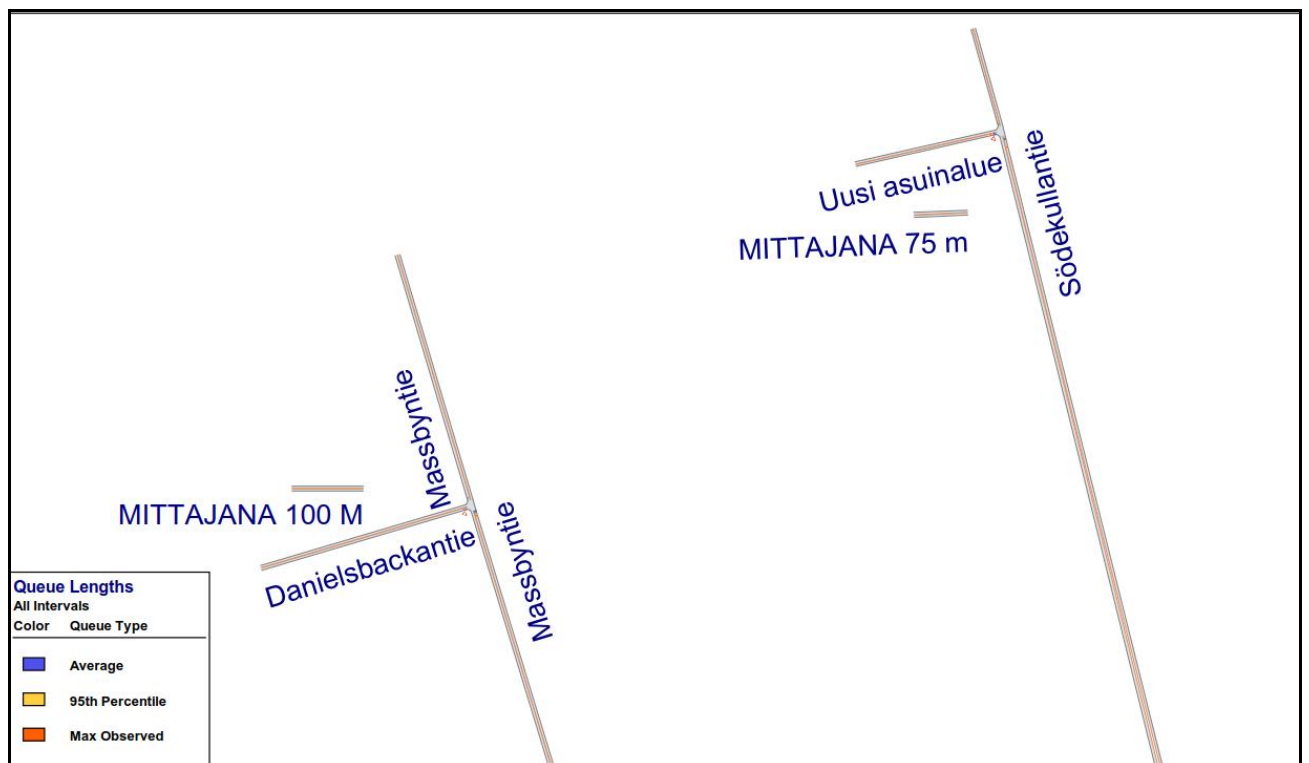 Södekullantie
Uusi asuinalue
MITTAJANA 75 m
Massbyntie
MITTAJANA 100 M
Danielsbackantie
Massbyntie
Queue Lengths
All Intervals
Color Queue Type
Average
95th Percentile
Max Observed